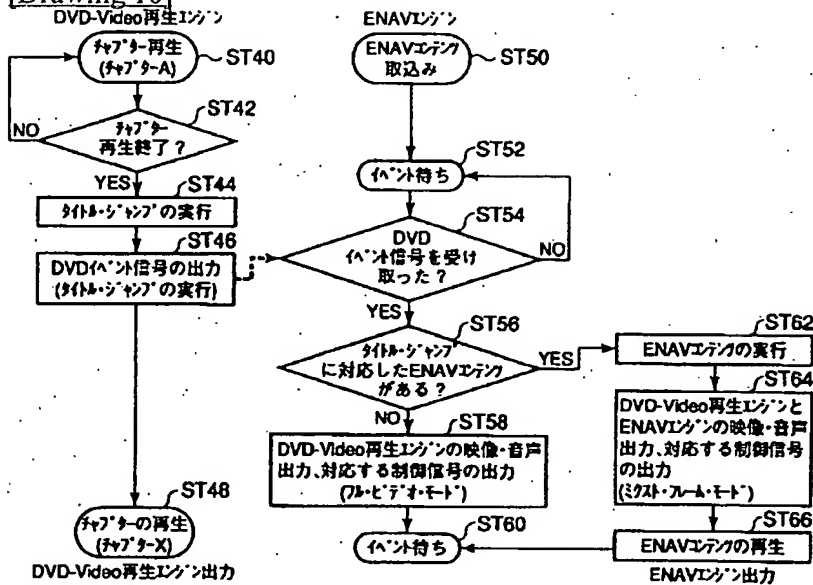 [Drawing 10]
DVD-Video再生エンジン
チャプター再生
(チャプターA)
ST40
ST42
チャプター
再生終了?
NO
YES
ST44
タイトル・ジャンプの実行
ST46
DVDイベント信号の出力
(タイトル・ジャンプの実行)
ST48
チャプターの再生
(チャプターX)
DVD-Video再生エンジン出力
ENAVエンジン
ENAVコンテンツ
取込み
ST50
ST52
イベント待ち
ST54
DVD
イベント信号を受け
取った?
NO
YES
ST56
タイトル・ジャンプ
に対応したENAVコンテンツ
がある?
YES
NO
ST58
DVD-Video再生エンジンの映像・音声
出力、対応する制御信号の出力
(フル・ビデオ・モード)
ST60
イベント待ち
ST62
ENAVコンテンツの実行
ST64
DVD-Video再生エンジンと
ENAVエンジンの映像・音声
出力、対応する制御信号
の出力
(ミクスト・フレーム・モード)
ST66
ENAVコンテンツの再生
ENAVエンジン出力